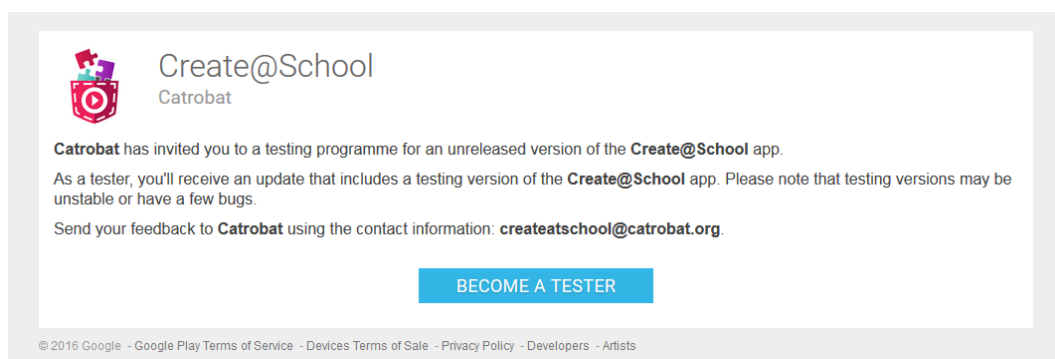 Create@School
Catrobat
Catrobat has invited you to a testing programme for an unreleased version of the Create@School app.
As a tester, you'll receive an update that includes a testing version of the Create@School app. Please note that testing versions may be
unstable or have a few bugs.
Send your feedback to Catrobat using the contact information: createatschool@catrobat.org.
BECOME A TESTER
© 2016 Google - Google Play Terms of Service - Devices Terms of Sale - Privacy Policy - Developers - Artists